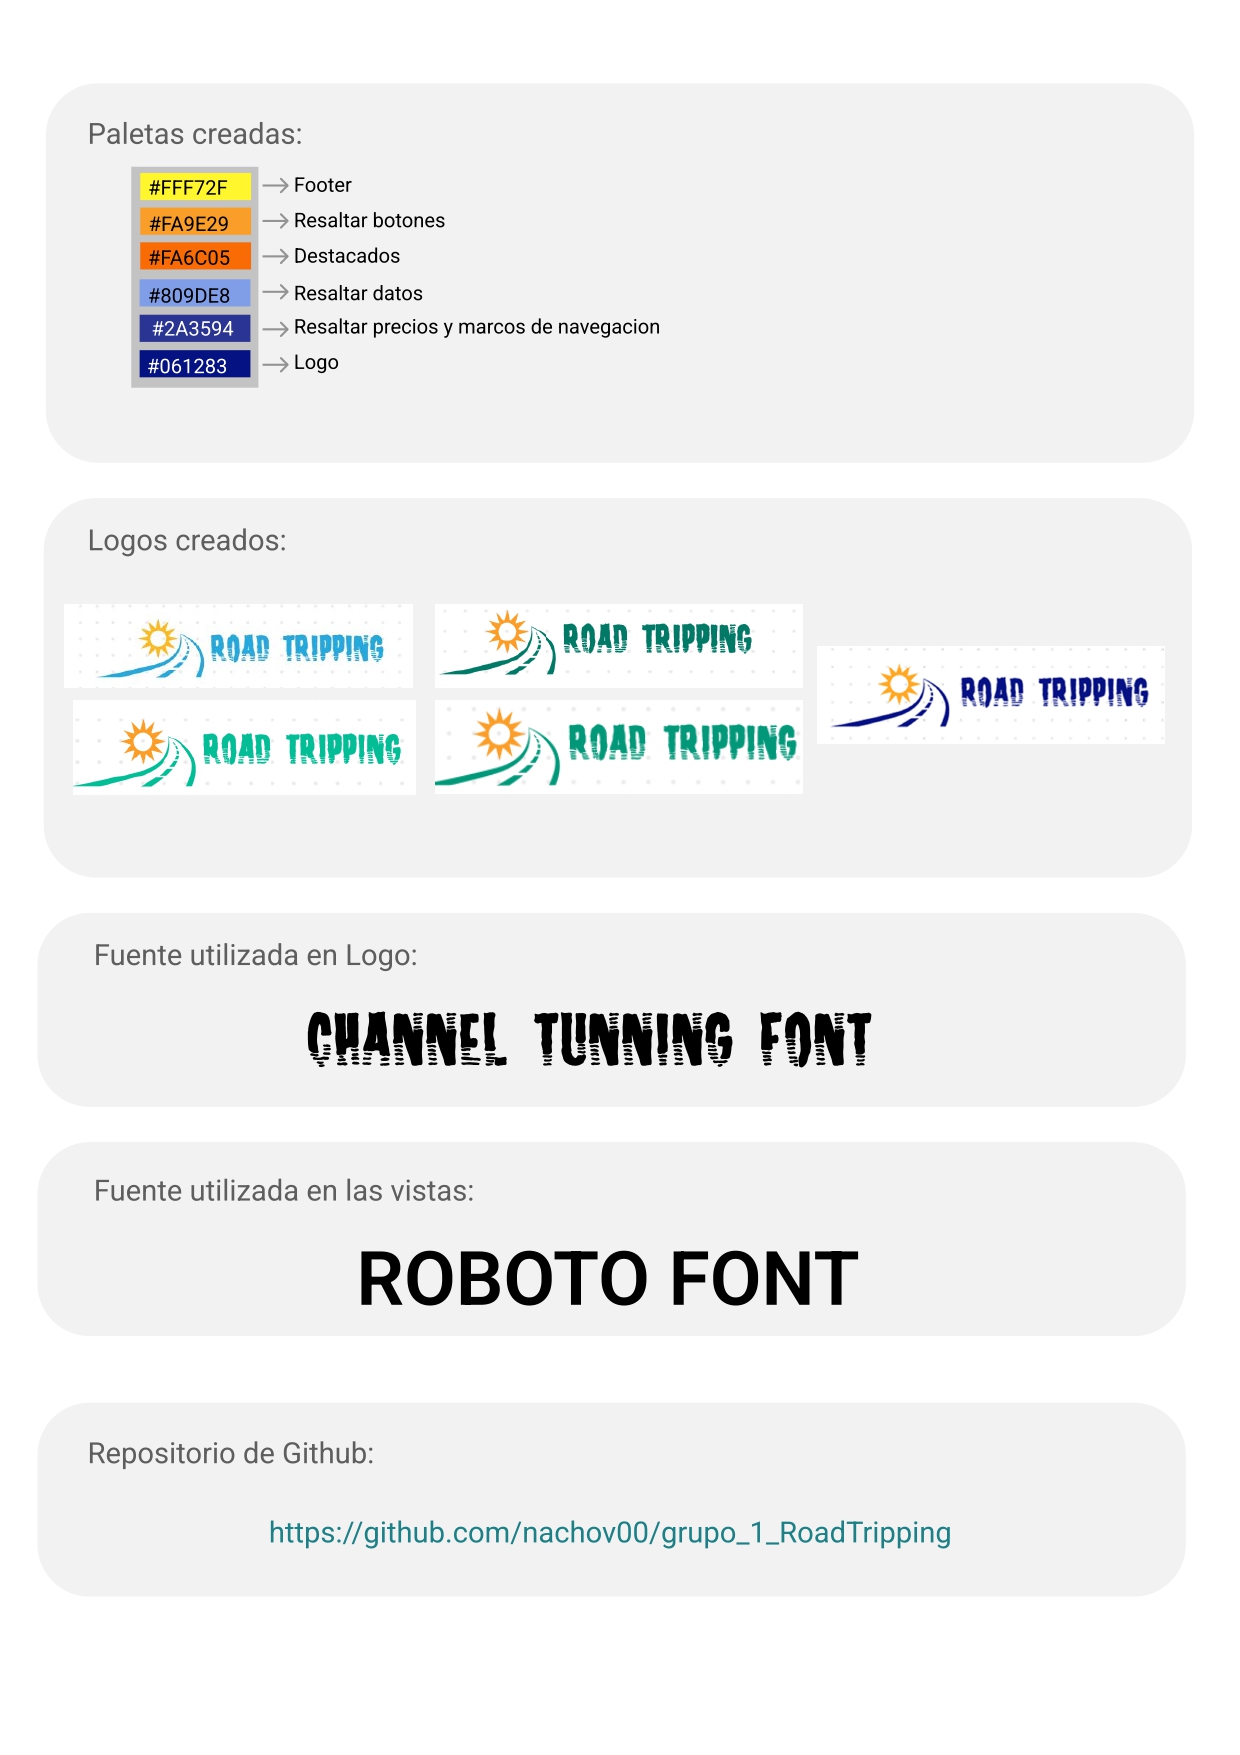 Paletas creadas:
#FFF72F Footer
#FA9E29 Resaltar botones
#FA6C05 Destacados
#809DE8 Resaltar datos
#2A3594 Resaltar precios y marcos de navegacion
#061283 Logo
Logos creados:
ROAD TRIPPING
ROAD TRIPPING
ROAD TRIPPING
ROAD TRIPPING
ROAD TRIPPING
Fuente utilizada en Logo:
CHANNEL TUNNING FONT
Fuente utilizada en las vistas:
ROBOTO FONT
Repositorio de Github:
https://github.com/nachov00/grupo_1_RoadTripping